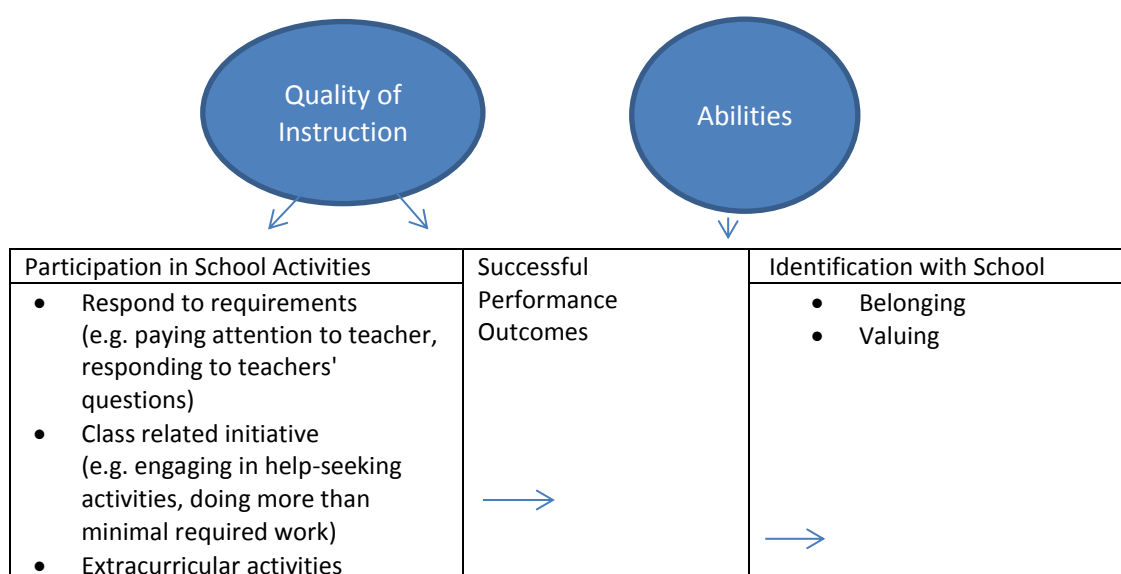 Quality of
Instruction
Abilities
Participation in School Activities
• Respond to requirements
(e.g. paying attention to teacher,
responding to teachers'
questions)
• Class related initiative
(e.g. engaging in help-seeking
activities, doing more than
minimal required work)
• Extracurricular activities
Successful
Performance
Outcomes
Identification with School
• Belonging
• Valuing